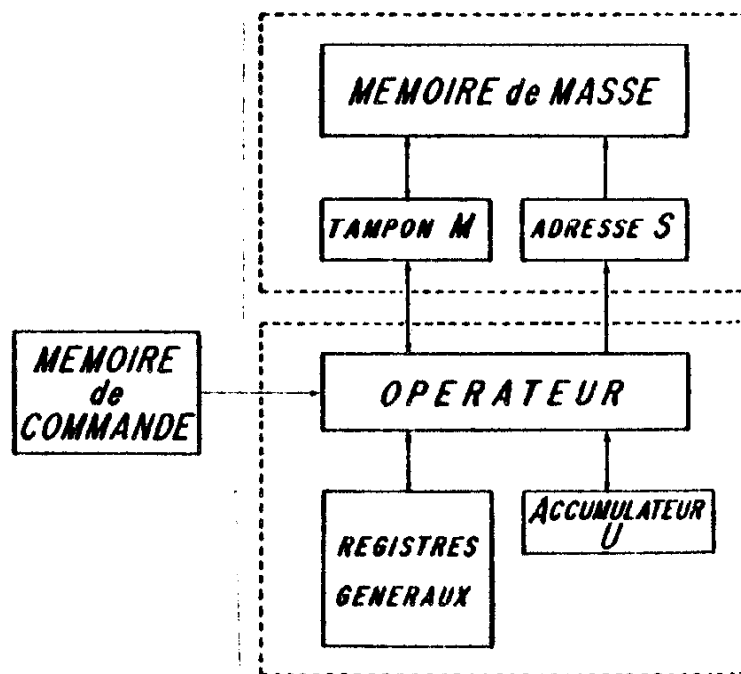 MEMOIRE de MASSE
TAMPON M
ADRESSE S
MEMOIRE
de
COMMANDE
OPERATEUR
REGISTRES
GENERAUX
ACCUMULATEUR
U